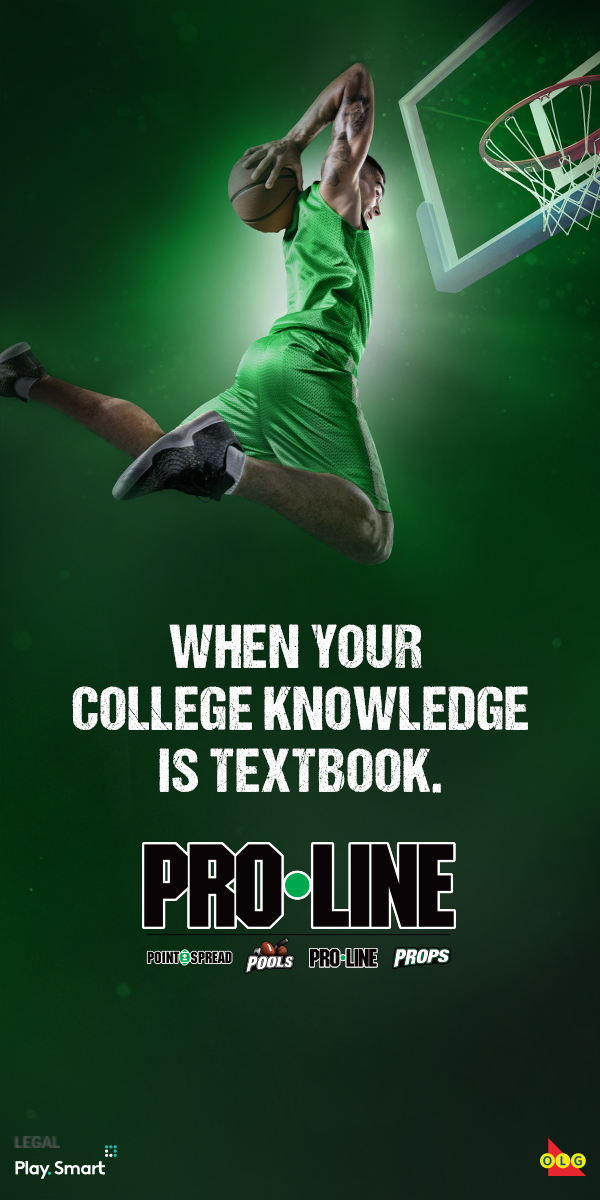 WHEN YOUR
COLLEGE KNOWLEDGE
IS TEXTBOOK.
PRO•LINE
POINT SPREAD POOLS PRO•LINE PROPS
LEGAL
Play.Smart
OLG